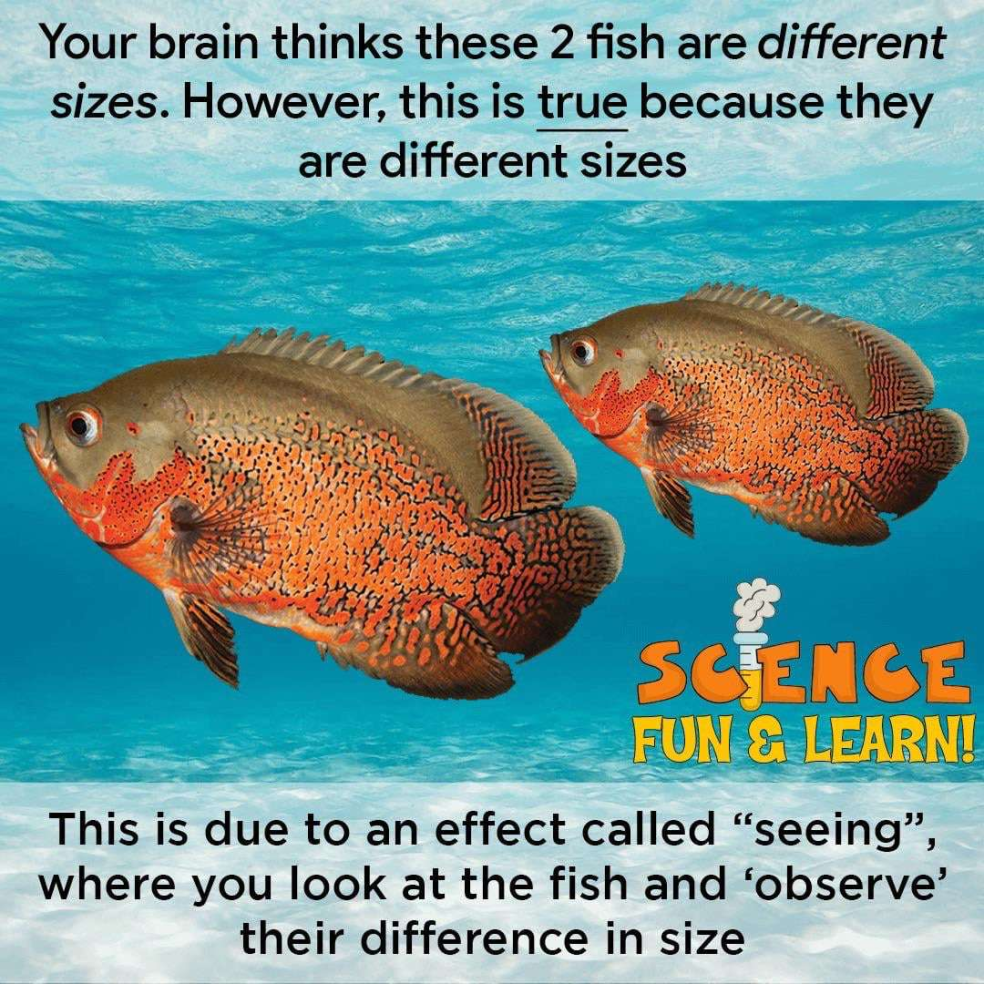 Your brain thinks these 2 fish are different
sizes. However, this is true because they
are different sizes
SCIENCE
FUN & LEARN!
This is due to an effect called “seeing”,
where you look at the fish and ‘observe’
their difference in size